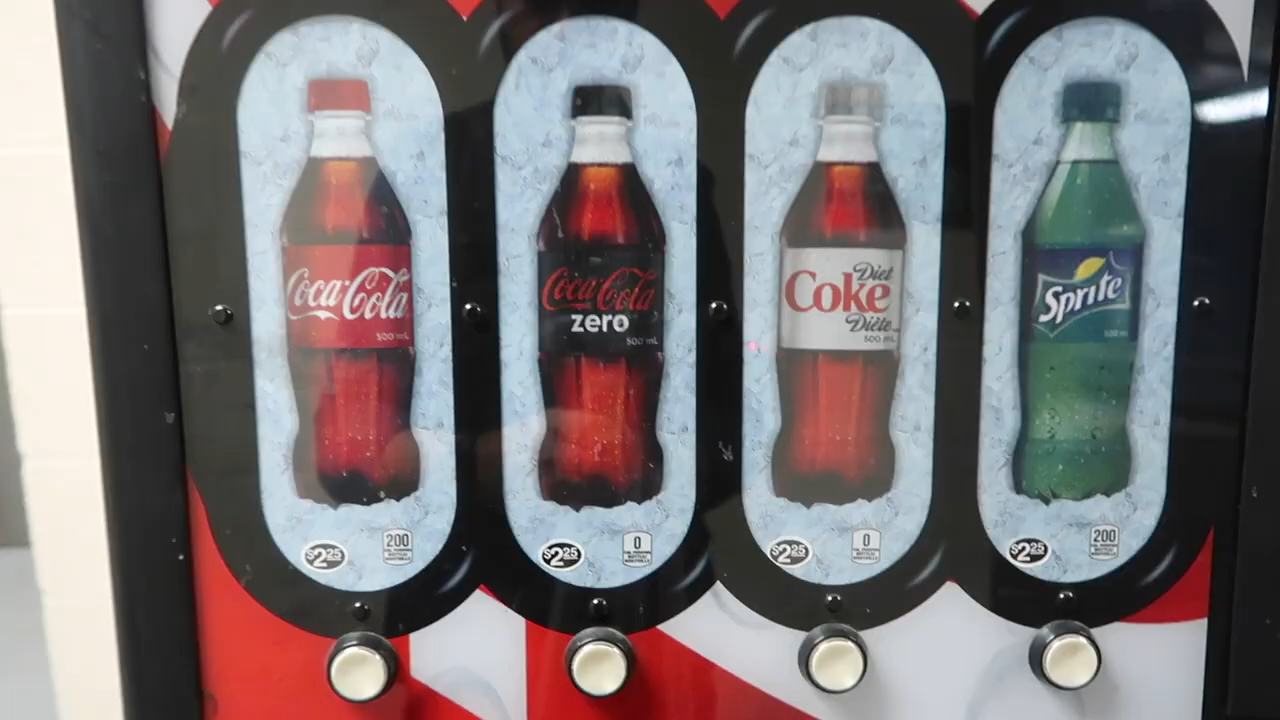 Coca-Cola
500 mL
$2.25
200
Coca-Cola
zero
500 mL
$2.25
0
Diet
Coke
Diète
500 mL
$2.25
0
Sprite
500 m
$2.25
200